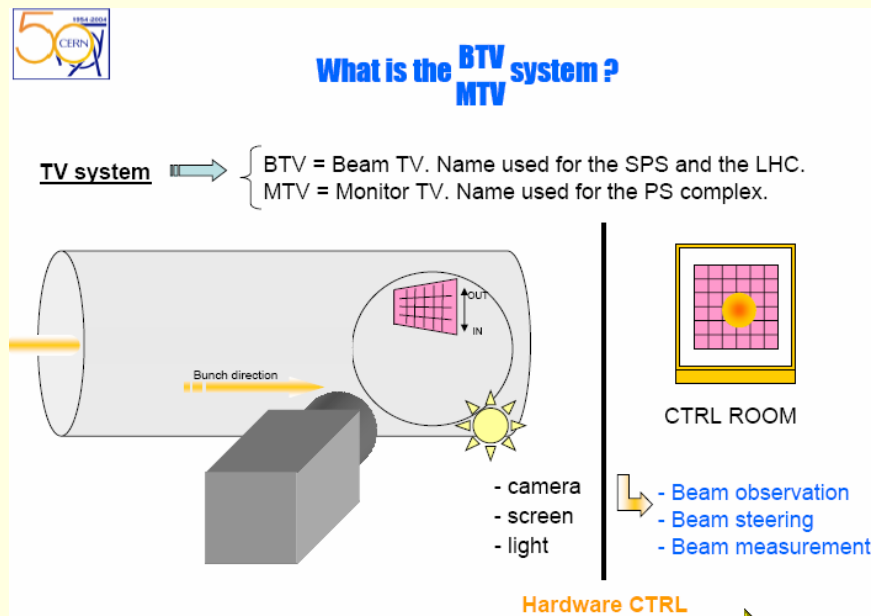 1954-2004
50
CERN
What is the BTV system ?
MTV
TV system
BTV = Beam TV. Name used for the SPS and the LHC.
MTV = Monitor TV. Name used for the PS complex.
OUT
IN
Bunch direction
CTRL ROOM
- camera
- screen
- light
- Beam observation
- Beam steering
- Beam measurement
Hardware CTRL